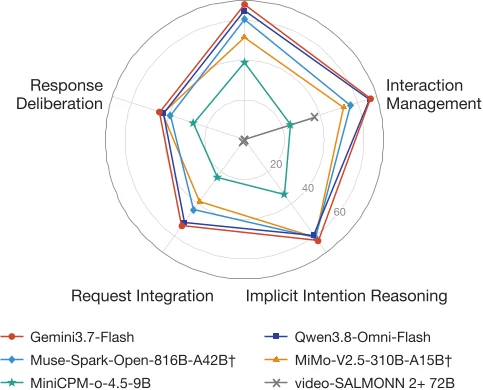 Response
Deliberation
Interaction
Management
20
40
60
Request Integration
Implicit Intention Reasoning
Gemini3.7-Flash
Qwen3.8-Omni-Flash
Muse-Spark-Open-816B-A42B†
MiMo-V2.5-310B-A15B†
MiniCPM-o-4.5-9B
video-SALMONN 2+ 72B